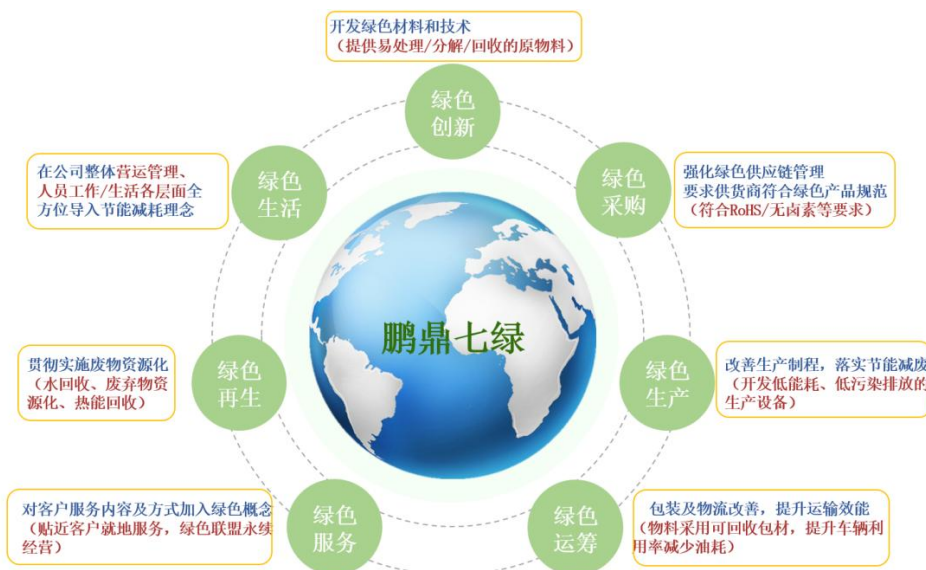 开发绿色材料和技术
（提供易处理/分解/回收的原物料）
绿色
创新
在公司整体营运管理、
人员工作/生活各层面全
方位导入节能减耗理念
绿色
生活
绿色
采购
强化绿色供应链管理
要求供货商符合绿色产品规范
（符合RoHS/无卤素等要求）
鹏鼎七绿
贯彻实施废物资源化
（水回收、废弃物资
源化、热能回收）
绿色
再生
绿色
生产
改善生产制程，落实节能减废
（开发低能耗、低污染排放的
生产设备）
对客户服务内容及方式加入绿色概念
（贴近客户就地服务，绿色联盟永续
经营）
绿色
服务
绿色
运筹
包装及物流改善，提升运输效能
（物料采用可回收包材，提升车辆利
用率减少油耗）